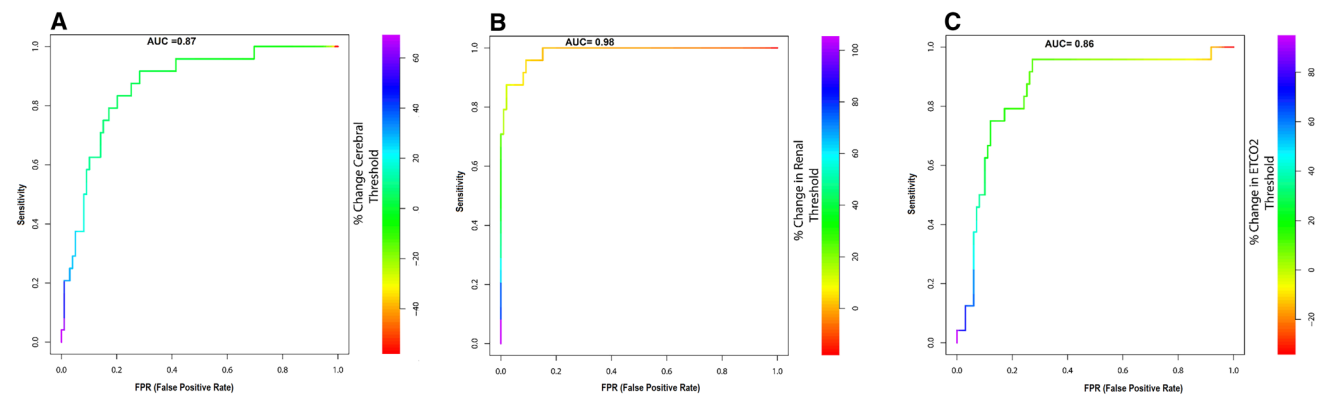 A
AUC =0.87
Sensitivity
1.0
0.8
0.6
0.4
0.2
0.0
0.0 0.2 0.4 0.6 0.8 1.0
FPR (False Positive Rate)
% Change Cerebral
Threshold
60
40
20
0
−20
−40
B
AUC= 0.98
Sensitivity
1.0
0.8
0.6
0.4
0.2
0.0
0.0 0.2 0.4 0.6 0.8 1.0
FPR (False Positive Rate)
% Change in Renal
Threshold
100
80
60
40
20
0
C
AUC= 0.86
Sensitivity
1.0
0.8
0.6
0.4
0.2
0.0
0.0 0.2 0.4 0.6 0.8 1.0
FPR (False Positive Rate)
% Change in ETCO2
Threshold
80
60
40
20
0
−20